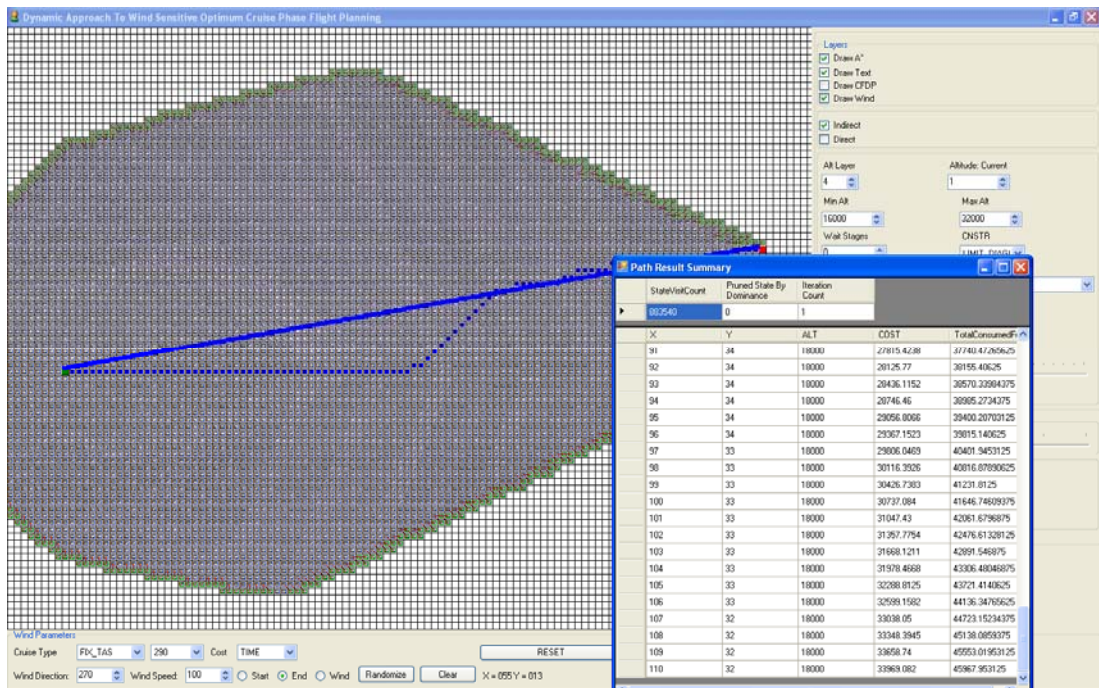 Dynamic Approach To Wind Sensitive Optimum Cruise Phase Flight Planning
Layers
Draw A*
Draw Text
Draw CFDP
Draw Wind
Indirect
Direct
Alt Layer Altitude: Current
4 1
Min Alt Max Alt
16000 32000
Wait Stages CNSTR
0
Path Result Summary
StateVisitCount Pruned State By Dominance Iteration Count
003540 0 1
X Y ALT COST TotalConsumedF
91 34 18000 27815.4238 37740.47265625
92 34 18000 28125.77 38155.40625
93 34 18000 28436.1152 38570.33984375
94 34 18000 28746.46 38985.2734375
95 34 18000 29056.8066 39400.20703125
96 34 18000 29367.1523 39815.140625
97 33 18000 29806.0469 40401.9453125
98 33 18000 30116.3926 40816.87890625
99 33 18000 30426.7383 41231.8125
100 33 18000 30737.084 41646.74609375
101 33 18000 31047.43 42061.6796875
102 33 18000 31357.7754 42476.61328125
103 33 18000 31668.1211 42891.546875
104 33 18000 31978.4668 43306.48046875
105 33 18000 32288.8125 43721.4140625
106 33 18000 32599.1582 44136.34765625
107 32 18000 33038.05 44723.15234375
108 32 18000 33348.3945 45138.0859375
109 32 18000 33658.74 45553.01953125
110 32 18000 33969.082 45967.953125
Wind Parameters
Cruise Type FIX_TAS 290 Cost TIME RESET
Wind Direction: 270 Wind Speed: 100 Start End Wind Randomize Clear X = 055 Y = 013